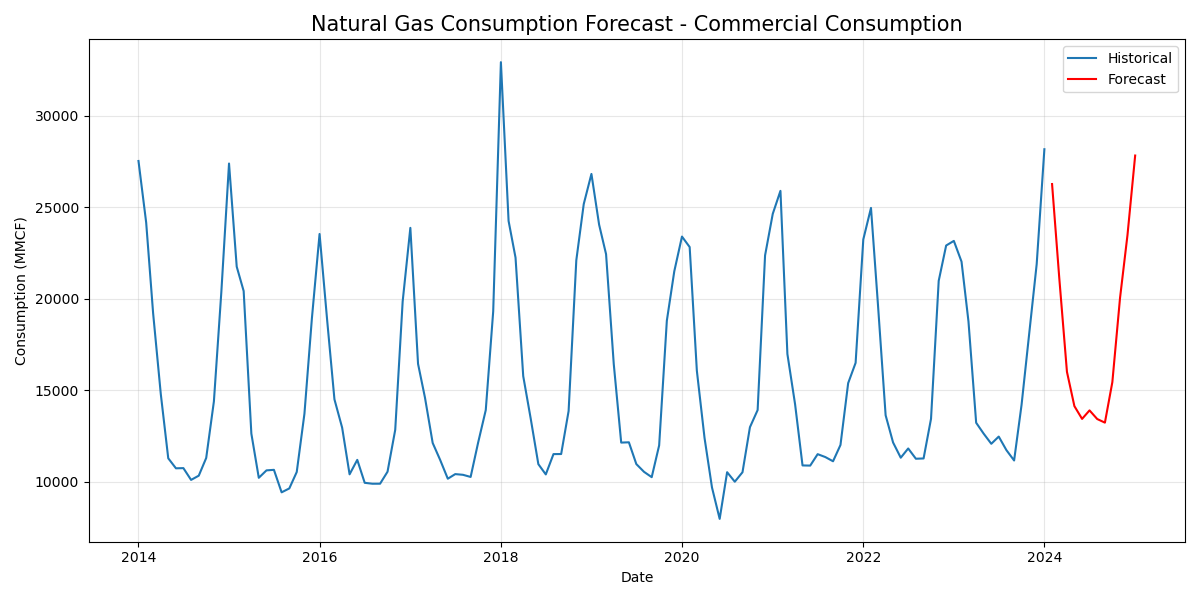 Natural Gas Consumption Forecast - Commercial Consumption
Historical
Forecast
Consumption (MMCF)
30000
25000
20000
15000
10000
2014 2016 2018 2020 2022 2024
Date